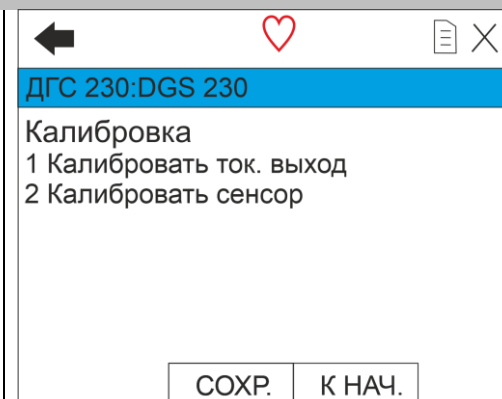 ДГС 230:DGS 230
Калибровка
1 Калибровать ток. выход
2 Калибровать сенсор
СОХР.
К НАЧ.